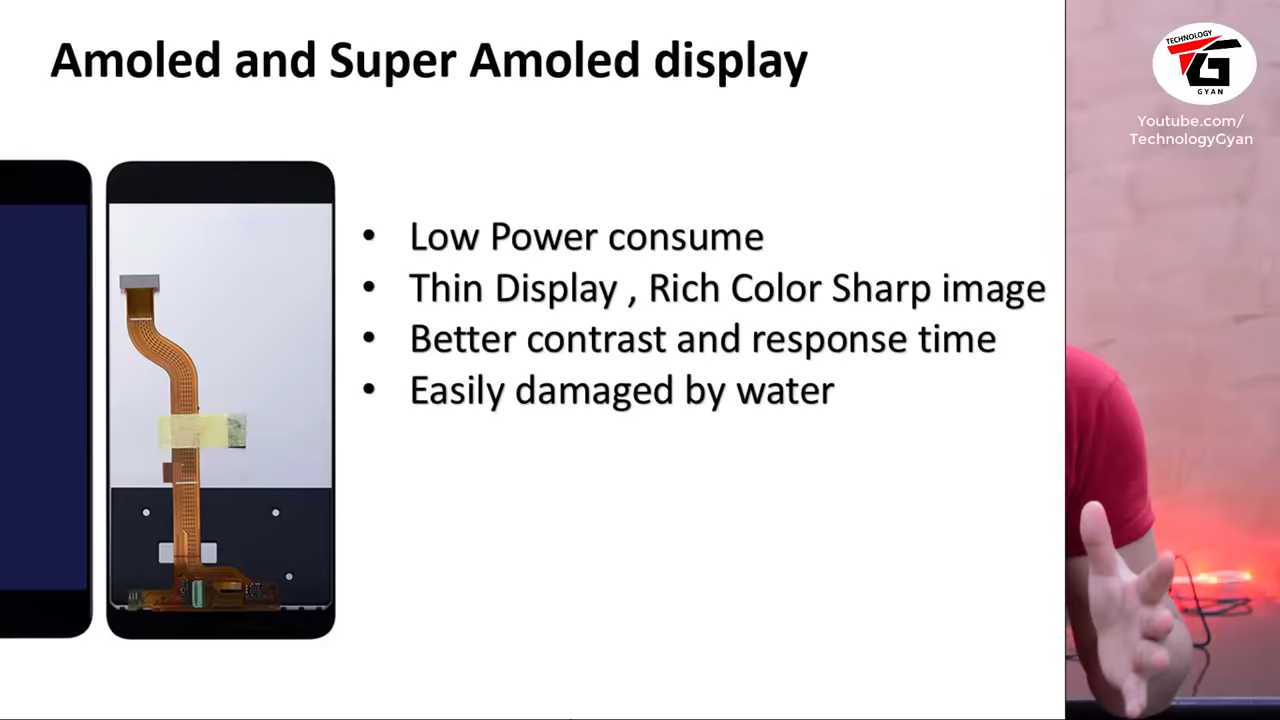 Amoled and Super Amoled display
TECHNOLOGY
TG
GYAN
Youtube.com/
TechnologyGyan
• Low Power consume
• Thin Display , Rich Color Sharp image
• Better contrast and response time
• Easily damaged by water